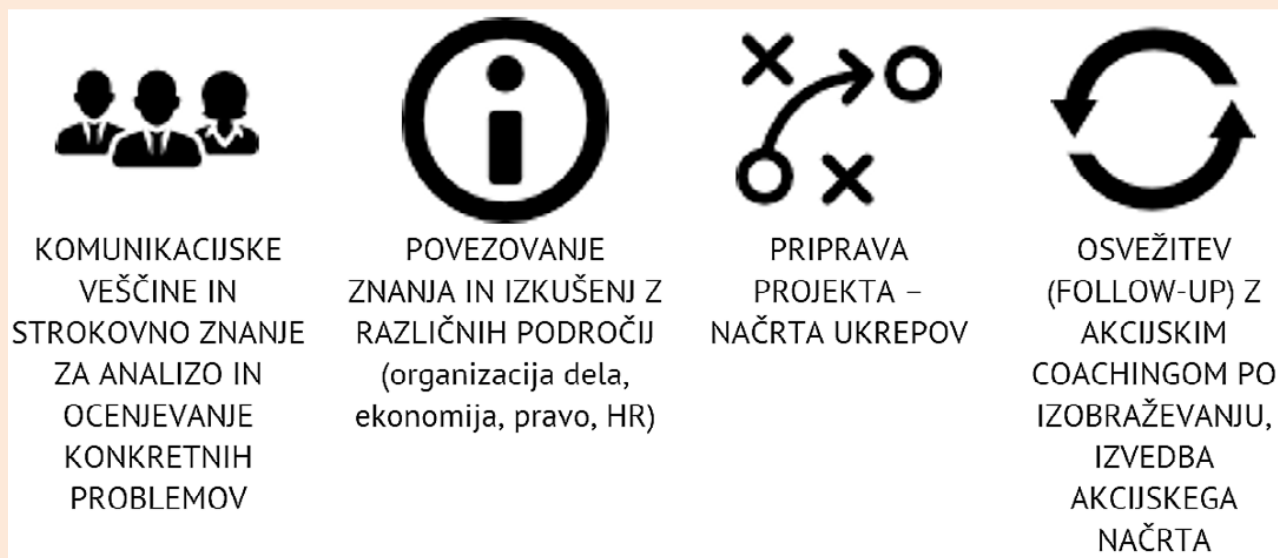 KOMUNIKACIJSKE
VEŠČINE IN
STROKOVNO ZNANJE
ZA ANALIZO IN
OCENJEVANJE
KONKRETNIH
PROBLEMOV
POVEZOVANJE
ZNANJA IN IZKUŠENJ Z
RAZLIČNIH PODROČIJ
(organizacija dela,
ekonomija, pravo, HR)
PRIPRAVA
PROJEKTA –
NAČRTA UKREPOV
OSVEŽITEV
(FOLLOW-UP) Z
AKCIJSKIM
COACHINGOM PO
IZOBRAŽEVANJU,
IZVEDBA
AKCIJSKEGA
NAČRTA